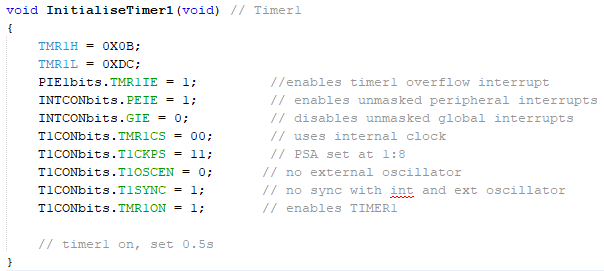 void InitialiseTimer1(void) // Timer1
{
TMR1H = 0X0B;
TMR1L = 0XDC;
PIE1bits.TMR1IE = 1; //enables timer1 overflow interrupt
INTCONbits.PEIE = 1; // enables unmasked peripheral interrupts
INTCONbits.GIE = 0; // disables unmasked global interrupts
T1CONbits.TMR1CS = 00; // uses internal clock
T1CONbits.T1CKPS = 11; // PSA set at 1:8
T1CONbits.T1OSCEN = 0; // no external oscillator
T1CONbits.T1SYNC = 1; // no sync with int and ext oscillator
T1CONbits.TMR1ON = 1; // enables TIMER1
// timer1 on, set 0.5s
}